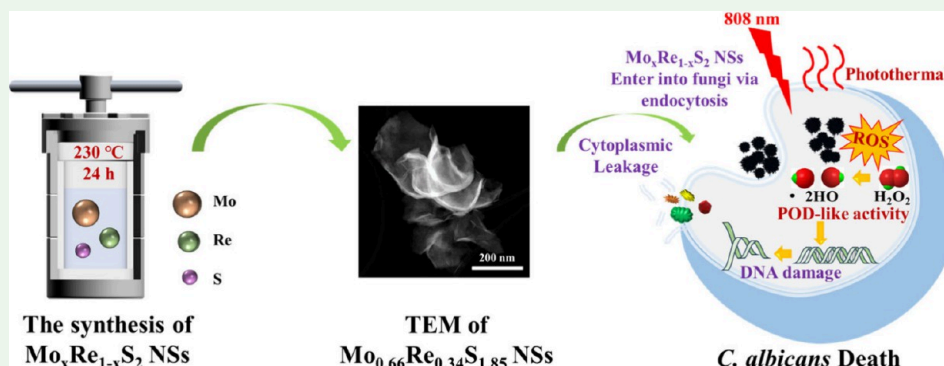 230 °C
24 h
Mo
Re
S
The synthesis of
MoₓRe₁₋ₓS₂ NSs
200 nm
TEM of
Mo₀.₆₆Re₀.₃₄S₁.₈₅ NSs
808 nm
MoₓRe₁₋ₓS₂ NSs
Enter into fungi via
endocytosis
Photothermal
Cytoplasmic
Leakage
ROS
• 2HO
H₂O₂
POD-like activity
DNA damage
C. albicans Death